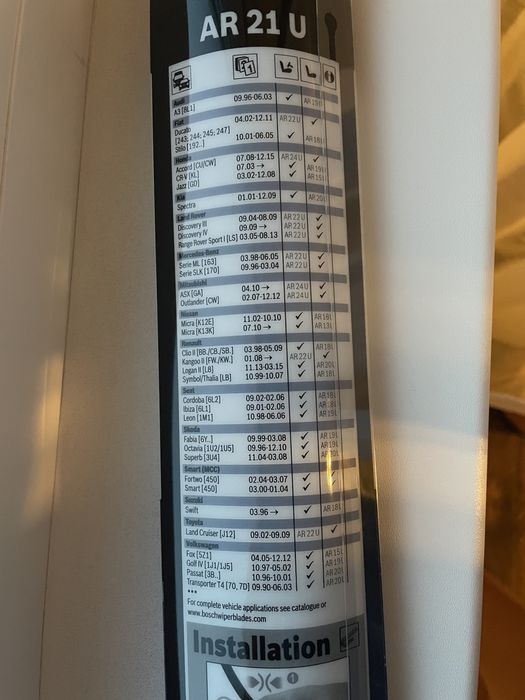 AR 21 U
Audi
A3 [8L1] 09.96-06.03 ✓ AR 19 U
Fiat
Ducato 04.02-12.11 AR 22 U ✓
[243; 244; 245; 247]
Stilo [192..] 10.01-06.05 ✓ AR 18 U
Honda
Accord [CU/CW] 07.08-12.15 AR 24 U ✓
CR-V [KL] 07.03 → ✓ AR 19 U
Jazz [GD] 03.02-12.08 ✓ AR 15 U
Kia
Spectra 01.01-12.09 ✓ AR 20 U
Land Rover
Discovery III 09.04-08.09 AR 22 U ✓
Discovery IV 09.09 → AR 22 U ✓
Range Rover Sport I [LS] 03.05-08.13 AR 22 U ✓
Mercedes-Benz
Serie ML [163] 03.98-06.05 AR 22 U ✓
Serie SLK [170] 09.96-03.04 AR 22 U ✓
Mitsubishi
ASX [GA] 04.10 → AR 24 U ✓
Outlander [CW] 02.07-12.12 AR 24 U ✓
Nissan
Micra [K12E] 11.02-10.10 ✓ AR 18 U
Micra [K13K] 07.10 → ✓ AR 13 U
Renault
Clio II [BB./CB./SB.] 03.98-05.09 ✓ AR 18 U
Kangoo II [FW./KW.] 01.08 → AR 22 U ✓
Logan II [L8] 11.13-03.15 ✓ AR 20 U
Symbol/Thalia [LB] 10.99-10.07 ✓ AR 18 U
Seat
Cordoba [6L2] 09.02-02.06 ✓ AR 18 U
Ibiza [6L1] 09.01-02.06 ✓ AR 18 U
Leon [1M1] 10.98-06.06 ✓ AR 19 U
Skoda
Fabia [6Y..] 09.99-03.08 ✓ AR 19 U
Octavia [1U2/1U5] 09.96-12.10 ✓ AR 19 U
Superb [3U4] 11.04-03.08 ✓
Smart (MCC)
Fortwo [450] 02.04-03.07 ✓
Smart [450] 03.00-01.04 ✓
Suzuki
Swift 03.96 → ✓ AR 18 U
Toyota
Land Cruiser [J12] 09.02-09.09 AR 22 U ✓
Volkswagen
Fox [5Z1] 04.05-12.12 ✓ AR 15 U
Golf IV [1J1/1J5] 10.97-05.02 ✓ AR 19 U
Passat [3B..] 10.96-10.01 ✓ AR 20 U
Transporter T4 [70, 7D] 09.90-06.03 ✓ AR 20 U
•••
For complete vehicle applications see catalogue or
www.boschwiperblades.com
Installation
1